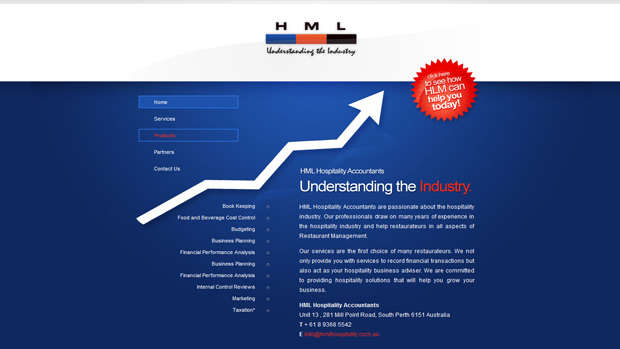 HML
Understanding the Industry
click here
to see how
HLM can
help you
today!
Home
Services
Products
Partners
Contact Us
HML Hospitality Accountants
Understanding the Industry.
Book Keeping
Food and Beverage Cost Control
Budgeting
Business Planning
Financial Performance Analysis
Business Planning
Financial Performance Analysis
Internal Control Reviews
Marketing
Taxation*
HML Hospitality Accountants are passionate about the hospitality
industry. Our professionals draw on many years of experience in
the hospitality industry and help restaurateurs in all aspects of
Restaurant Management.
Our services are the first choice of many restaurateurs. We not
only provide you with services to record financial transactions but
also act as your hospitality business adviser. We are committed
to providing hospitality solutions that will help you grow your
business.
HML Hospitality Accountants
Unit 13 , 281 Mill Point Road, South Perth 6151 Australia
T + 61 8 9368 5542
E info@hmlhospitality.com.au